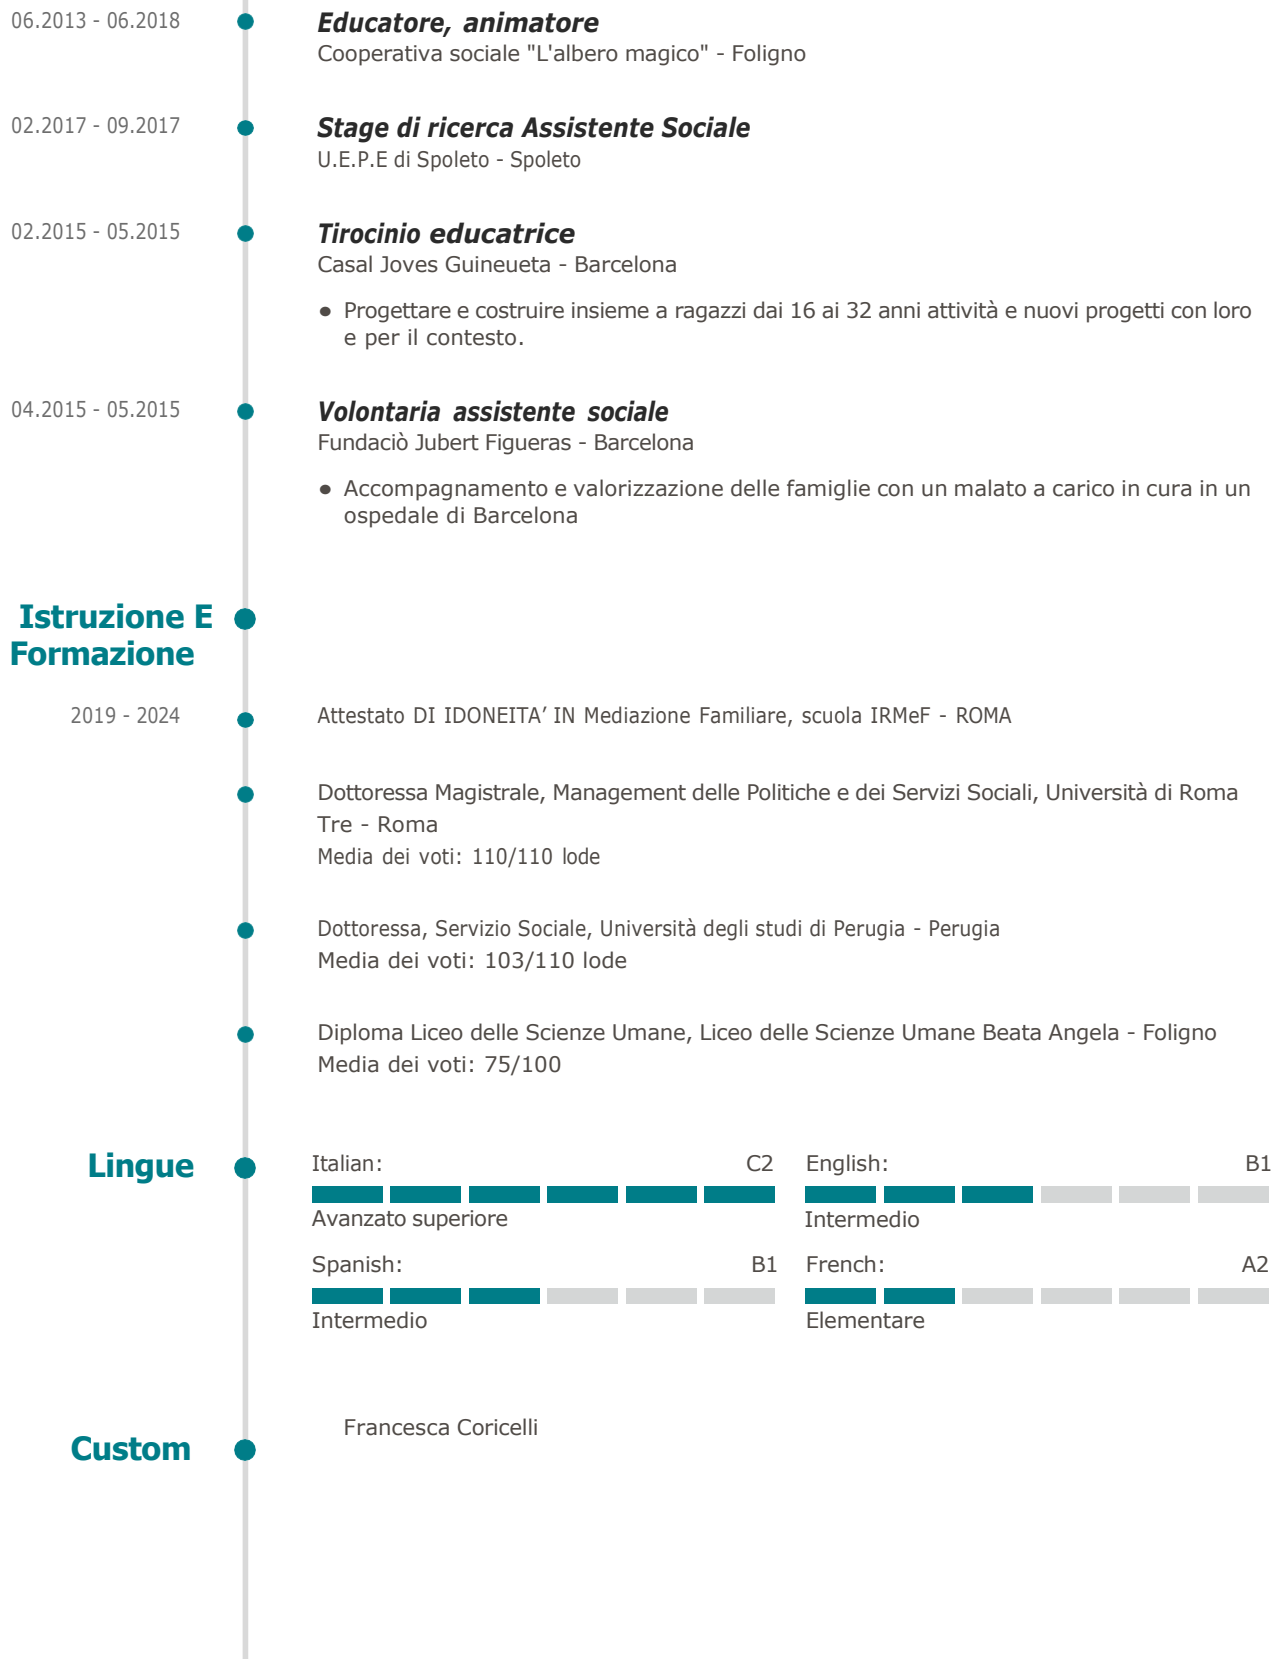 06.2013 - 06.2018
Educatore, animatore
Cooperativa sociale "L'albero magico" - Foligno
02.2017 - 09.2017
Stage di ricerca Assistente Sociale
U.E.P.E di Spoleto - Spoleto
02.2015 - 05.2015
Tirocinio educatrice
Casal Joves Guineueta - Barcelona
● Progettare e costruire insieme a ragazzi dai 16 ai 32 anni attività e nuovi progetti con loro
e per il contesto.
04.2015 - 05.2015
Volontaria assistente sociale
Fundaciò Jubert Figueras - Barcelona
● Accompagnamento e valorizzazione delle famiglie con un malato a carico in cura in un
ospedale di Barcelona
Istruzione E
Formazione
2019 - 2024
Attestato DI IDONEITA’ IN Mediazione Familiare, scuola IRMeF - ROMA
Dottoressa Magistrale, Management delle Politiche e dei Servizi Sociali, Università di Roma
Tre - Roma
Media dei voti: 110/110 lode
Dottoressa, Servizio Sociale, Università degli studi di Perugia - Perugia
Media dei voti: 103/110 lode
Diploma Liceo delle Scienze Umane, Liceo delle Scienze Umane Beata Angela - Foligno
Media dei voti: 75/100
Lingue
Italian: C2
Avanzato superiore
English: B1
Intermedio
Spanish: B1
Intermedio
French: A2
Elementare
Custom
Francesca Coricelli